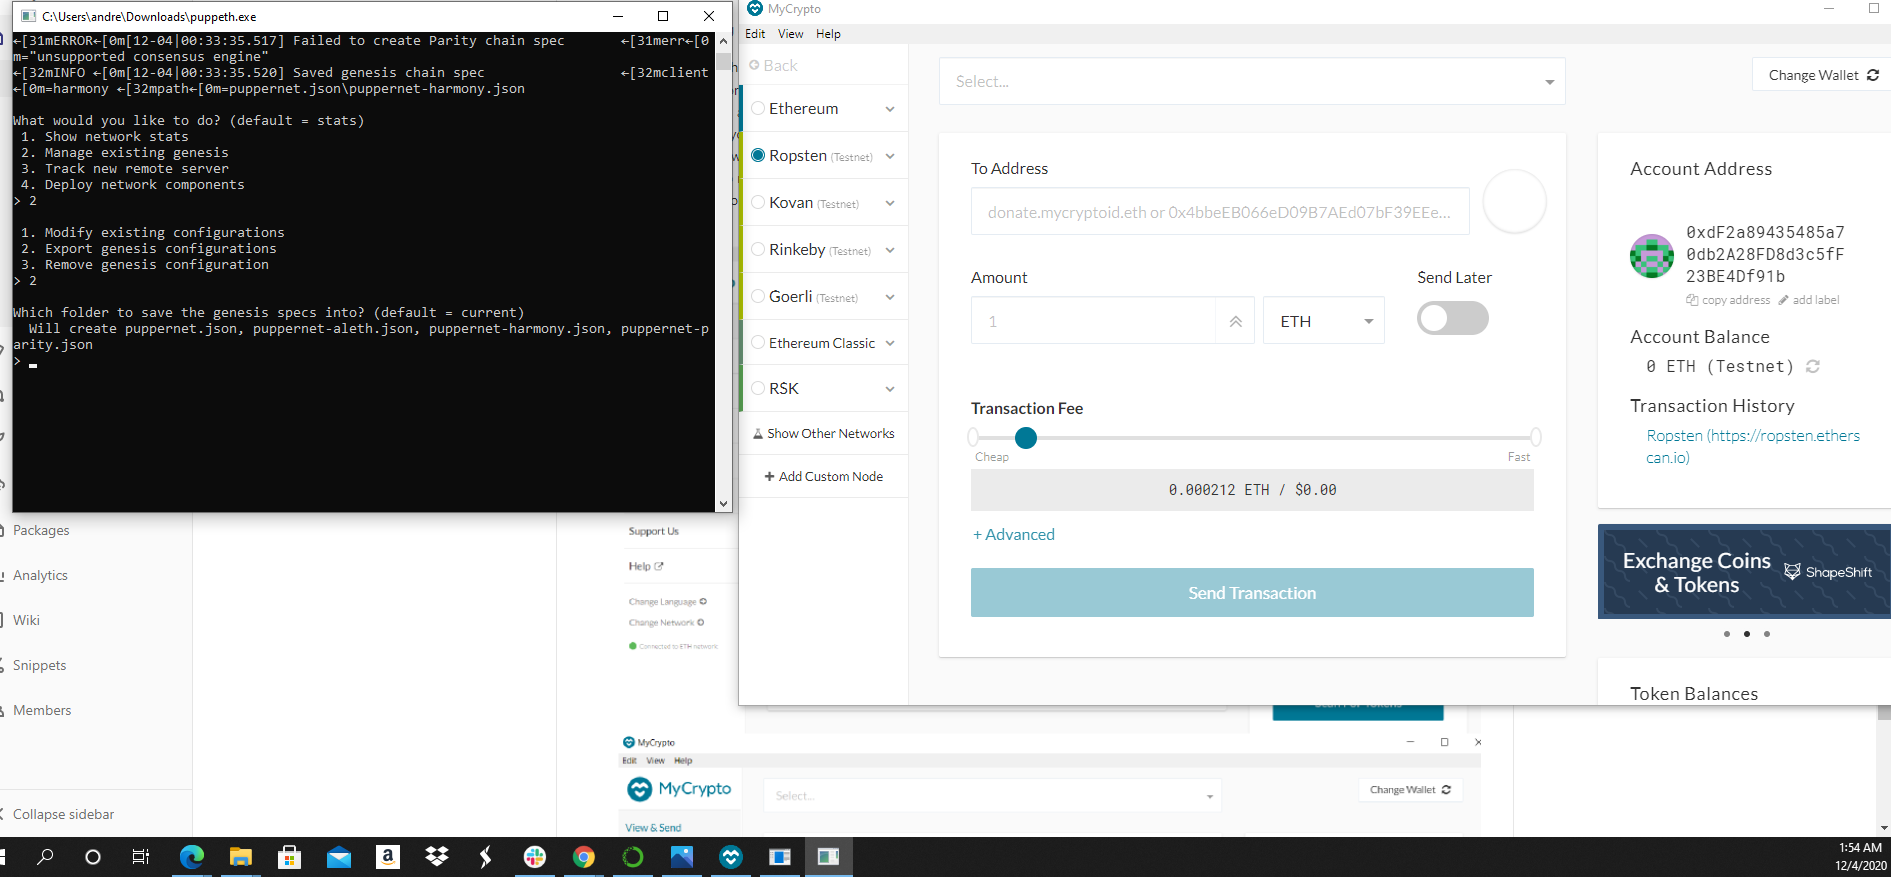 C:\Users\andre\Downloads\puppeth.exe
←[31mERROR←[0m[12-04|00:33:35.517] Failed to create Parity chain spec ←[31merr←[0
m="unsupported consensus engine"
←[32mINFO ←[0m[12-04|00:33:35.520] Saved genesis chain spec ←[32mclient
←[0m=harmony ←[32mpath←[0m=puppernet.json\puppernet-harmony.json
What would you like to do? (default = stats)
1. Show network stats
2. Manage existing genesis
3. Track new remote server
4. Deploy network components
> 2
1. Modify existing configurations
2. Export genesis configurations
3. Remove genesis configuration
> 2
Which folder to save the genesis specs into? (default = current)
Will create puppernet.json, puppernet-aleth.json, puppernet-harmony.json, puppernet-p
arity.json
>
MyCrypto
Edit View Help
Back
Ethereum
Ropsten (Testnet)
Kovan (Testnet)
Rinkeby (Testnet)
Goerli (Testnet)
Ethereum Classic
RSK
Show Other Networks
+ Add Custom Node
Select...
Change Wallet
To Address
donate.mycryptoid.eth or 0x4bbeEB066eD09B7AEd07bF39EEe...
Amount
1
ETH
Send Later
Transaction Fee
Cheap
Fast
0.000212 ETH / $0.00
+ Advanced
Send Transaction
Account Address
0xdF2a89435485a7
0db2A28FD8d3c5fF
23BE4Df91b
copy address
add label
Account Balance
0 ETH (Testnet)
Transaction History
Ropsten (https://ropsten.ethers
can.io)
Exchange Coins
& Tokens
ShapeShift
Token Balances
Packages
Analytics
Wiki
Snippets
Members
Collapse sidebar
Support Us
Help
Change Language
Change Network
Connected to ETH network
MyCrypto
Edit View Help
MyCrypto
Select...
Change Wallet
View & Send
1:54 AM
12/4/2020